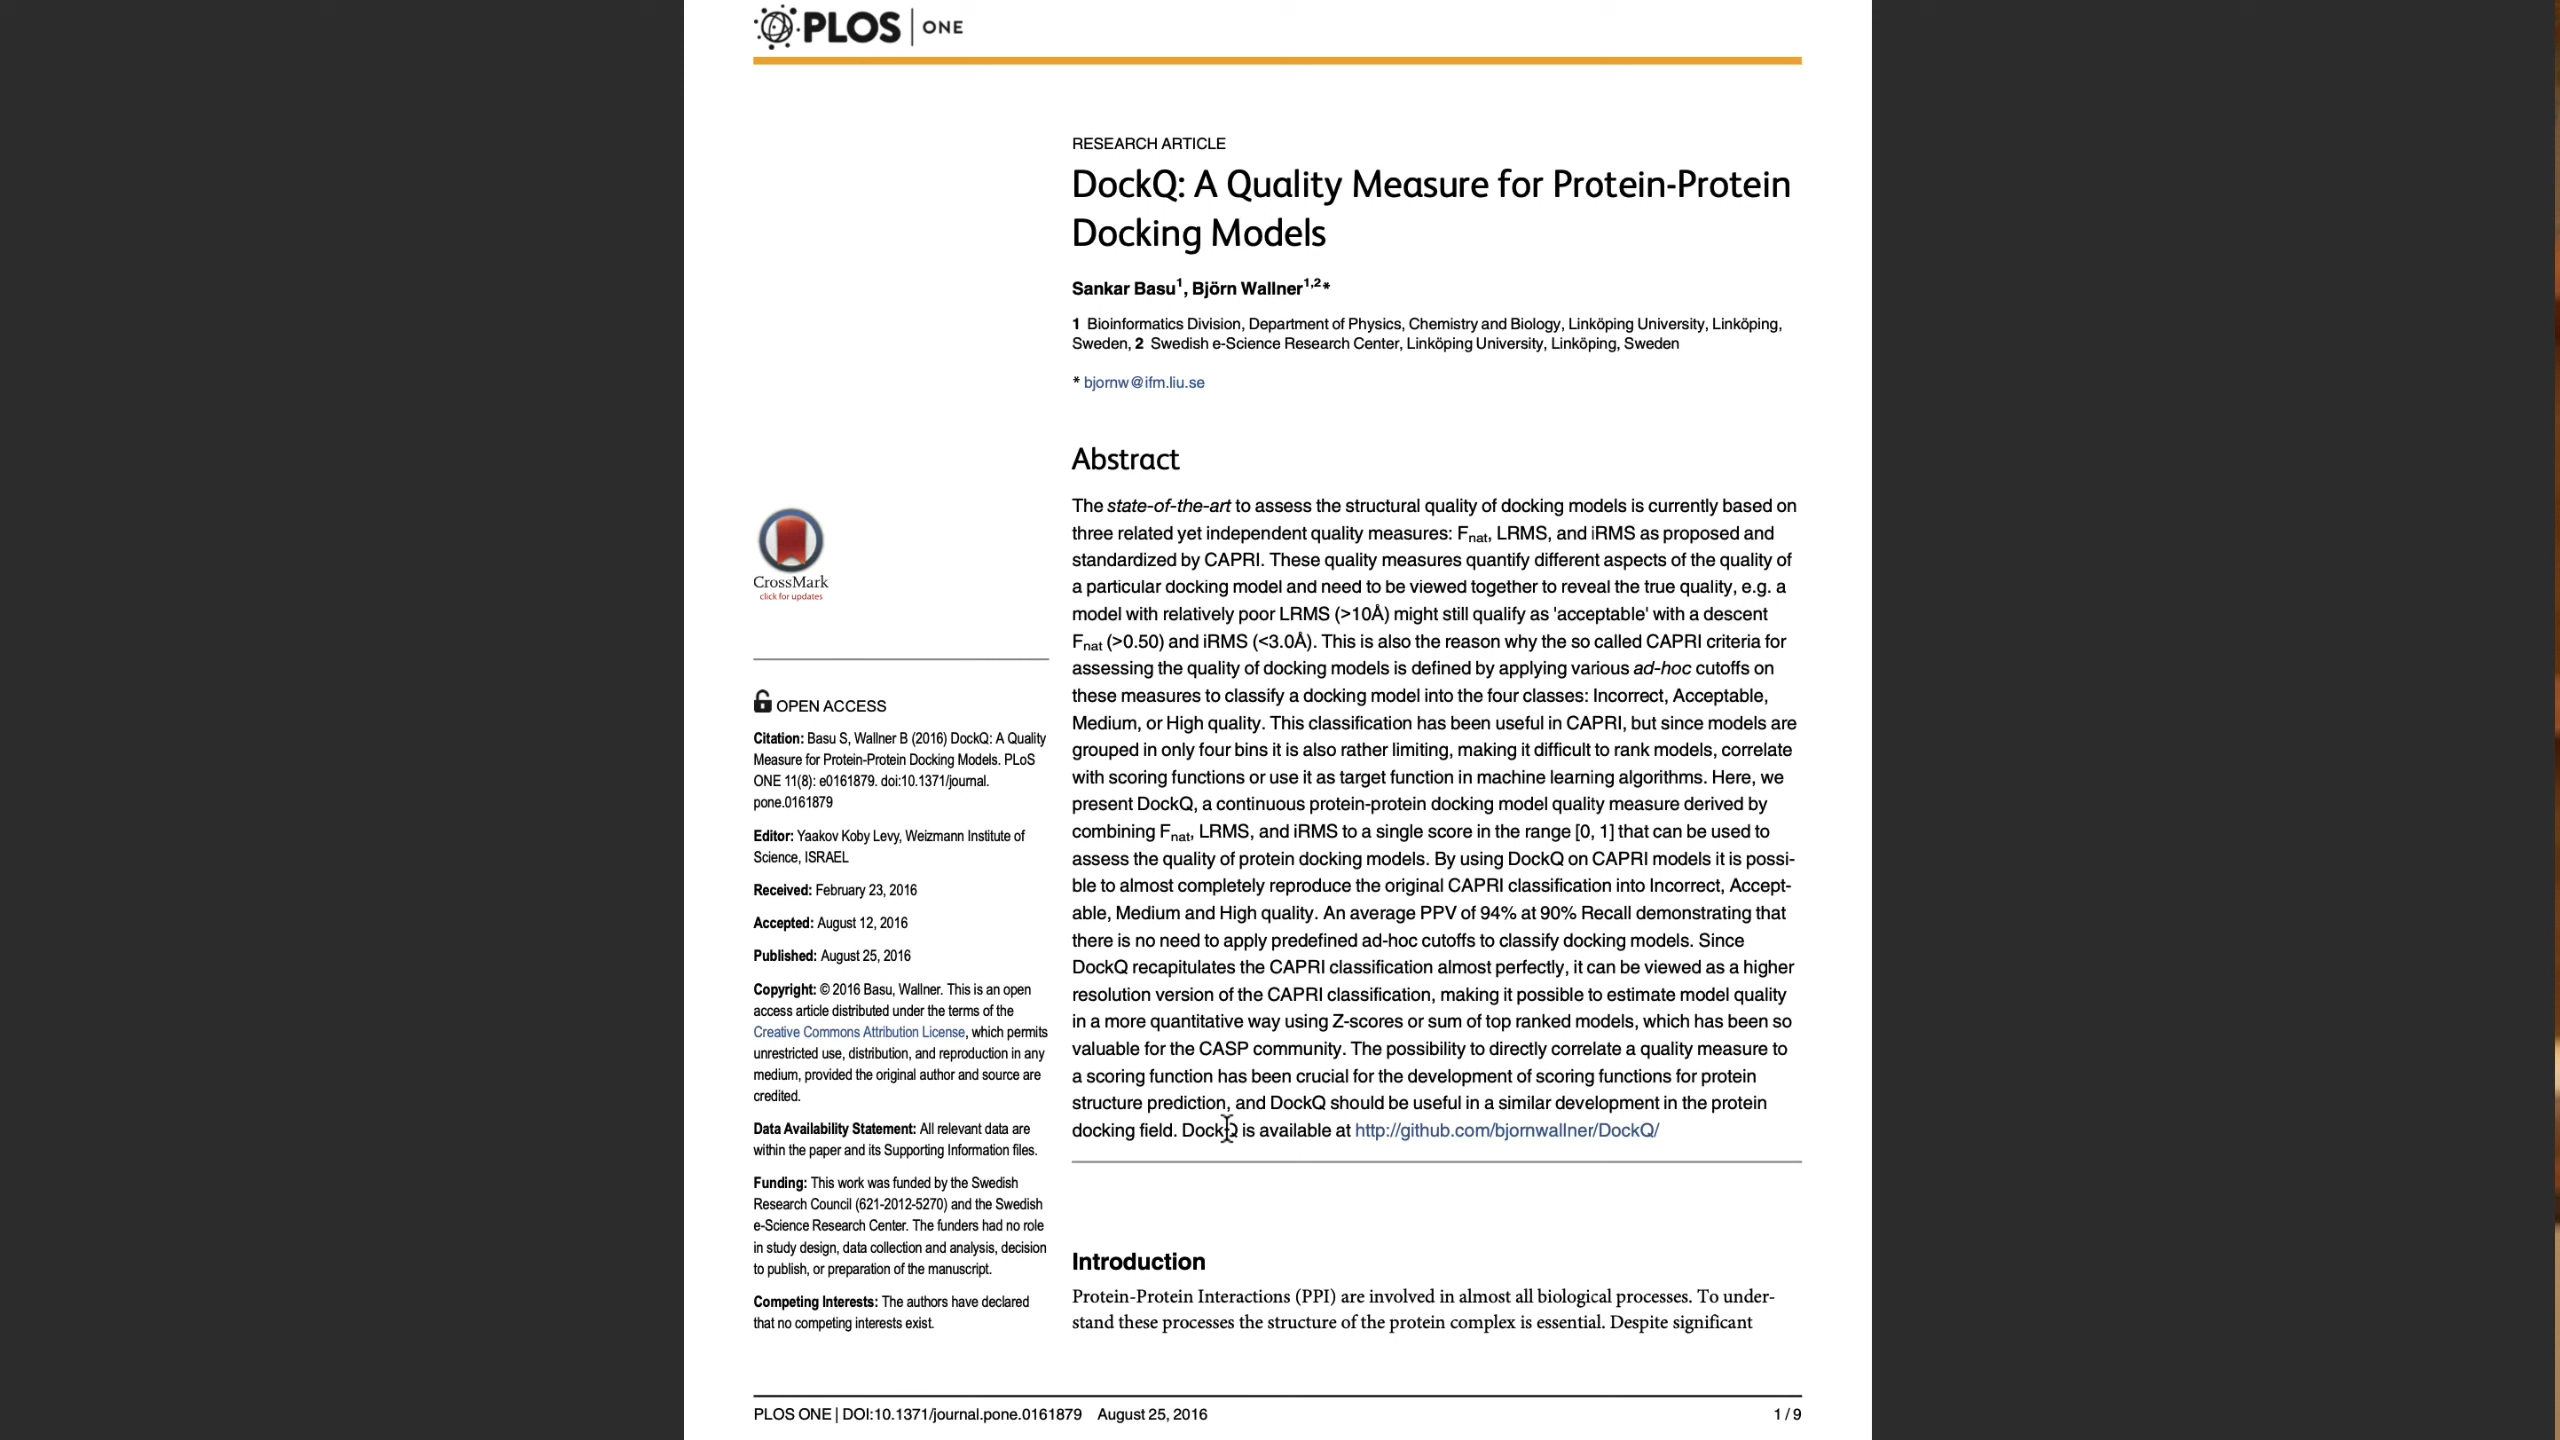 PLOS | ONE
RESEARCH ARTICLE
DockQ: A Quality Measure for Protein-Protein
Docking Models
Sankar Basu1, Björn Wallner1,2*
1 Bioinformatics Division, Department of Physics, Chemistry and Biology, Linköping University, Linköping,
Sweden, 2 Swedish e-Science Research Center, Linköping University, Linköping, Sweden
* bjornw@ifm.liu.se
Abstract
The state-of-the-art to assess the structural quality of docking models is currently based on
three related yet independent quality measures: Fnat, LRMS, and iRMS as proposed and
standardized by CAPRI. These quality measures quantify different aspects of the quality of
a particular docking model and need to be viewed together to reveal the true quality, e.g. a
model with relatively poor LRMS (>10Å) might still qualify as 'acceptable' with a descent
Fnat (>0.50) and iRMS (<3.0Å). This is also the reason why the so called CAPRI criteria for
assessing the quality of docking models is defined by applying various ad-hoc cutoffs on
these measures to classify a docking model into the four classes: Incorrect, Acceptable,
Medium, or High quality. This classification has been useful in CAPRI, but since models are
grouped in only four bins it is also rather limiting, making it difficult to rank models, correlate
with scoring functions or use it as target function in machine learning algorithms. Here, we
present DockQ, a continuous protein-protein docking model quality measure derived by
combining Fnat, LRMS, and iRMS to a single score in the range [0, 1] that can be used to
assess the quality of protein docking models. By using DockQ on CAPRI models it is possi-
ble to almost completely reproduce the original CAPRI classification into Incorrect, Accept-
able, Medium and High quality. An average PPV of 94% at 90% Recall demonstrating that
there is no need to apply predefined ad-hoc cutoffs to classify docking models. Since
DockQ recapitulates the CAPRI classification almost perfectly, it can be viewed as a higher
resolution version of the CAPRI classification, making it possible to estimate model quality
in a more quantitative way using Z-scores or sum of top ranked models, which has been so
valuable for the CASP community. The possibility to directly correlate a quality measure to
a scoring function has been crucial for the development of scoring functions for protein
structure prediction, and DockQ should be useful in a similar development in the protein
docking field. DockQ is available at http://github.com/bjornwallner/DockQ/
CrossMark
click for updates
OPEN ACCESS
Citation: Basu S, Wallner B (2016) DockQ: A Quality
Measure for Protein-Protein Docking Models. PLoS
ONE 11(8): e0161879. doi:10.1371/journal.
pone.0161879
Editor: Yaakov Koby Levy, Weizmann Institute of
Science, ISRAEL
Received: February 23, 2016
Accepted: August 12, 2016
Published: August 25, 2016
Copyright: © 2016 Basu, Wallner. This is an open
access article distributed under the terms of the
Creative Commons Attribution License, which permits
unrestricted use, distribution, and reproduction in any
medium, provided the original author and source are
credited.
Data Availability Statement: All relevant data are
within the paper and its Supporting Information files.
Funding: This work was funded by the Swedish
Research Council (621-2012-5270) and the Swedish
e-Science Research Center. The funders had no role
in study design, data collection and analysis, decision
to publish, or preparation of the manuscript.
Competing Interests: The authors have declared
that no competing interests exist.
Introduction
Protein-Protein Interactions (PPI) are involved in almost all biological processes. To under-
stand these processes the structure of the protein complex is essential. Despite significant
PLOS ONE | DOI:10.1371/journal.pone.0161879 August 25, 2016
1 / 9